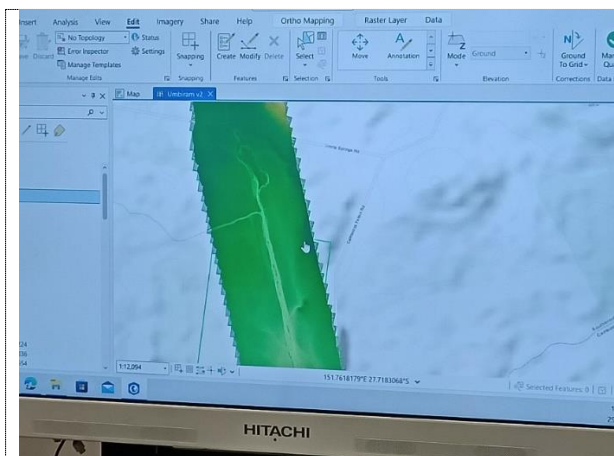 Insert Analysis View Edit Imagery Share Help Ortho Mapping Raster Layer Data
No Topology Status
Error Inspector Settings
Manage Templates
Discard
Snapping
Create Modify Delete
Select
Move Annotation
Mode
Ground
Ground
To Grid
Manage Edits
Snapping
Features
Selection
Tools
Elevation
Corrections
Map Umbiram v2
1:12,094
151.7618179°E 27.7183068°S
Selected Features: 0
HITACHI